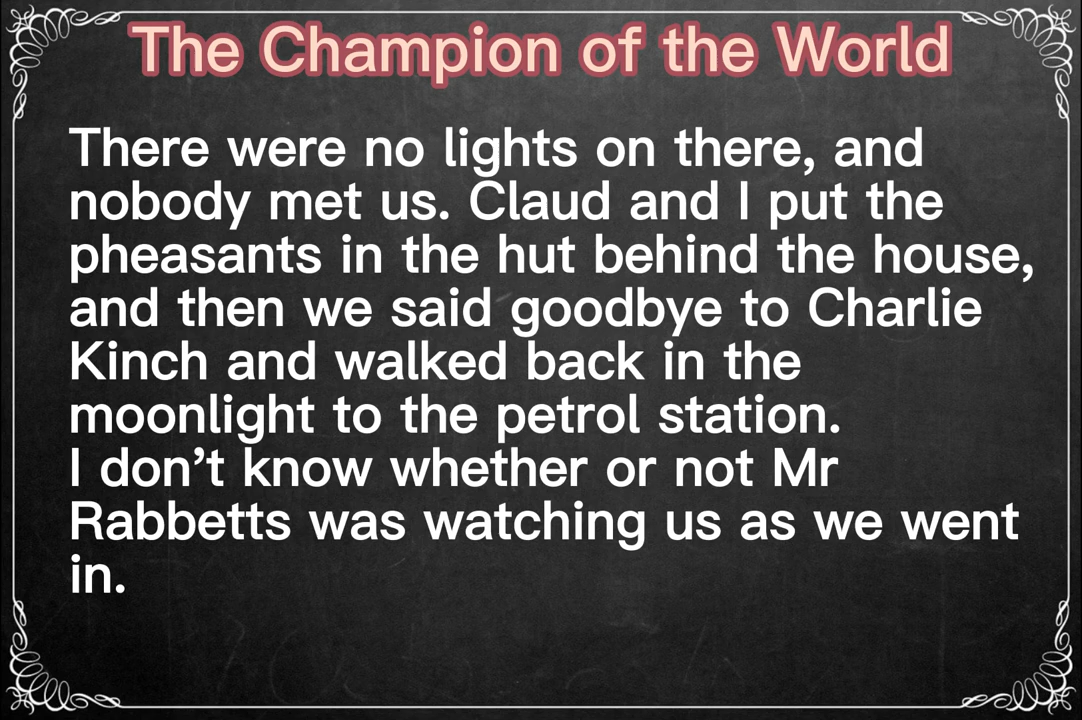 The Champion of the World
There were no lights on there, and
nobody met us. Claud and I put the
pheasants in the hut behind the house,
and then we said goodbye to Charlie
Kinch and walked back in the
moonlight to the petrol station.
I don’t know whether or not Mr
Rabbetts was watching us as we went
in.